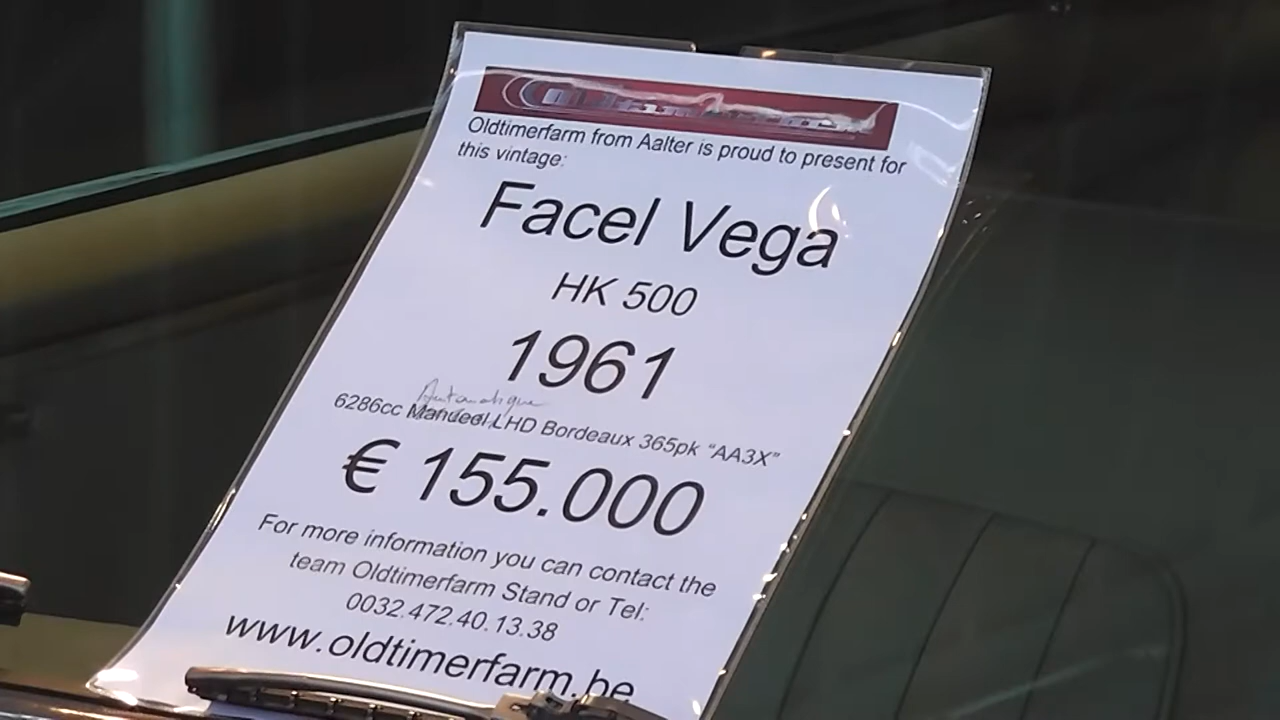 Oldtimerfarm
Oldtimerfarm from Aalter is proud to present for
this vintage:
Facel Vega
HK 500
1961
Automatique
6286cc Manueel LHD Bordeaux 365pk “AA3X”
€ 155.000
For more information you can contact the
team Oldtimerfarm Stand or Tel:
0032.472.40.13.38
www.oldtimerfarm.be